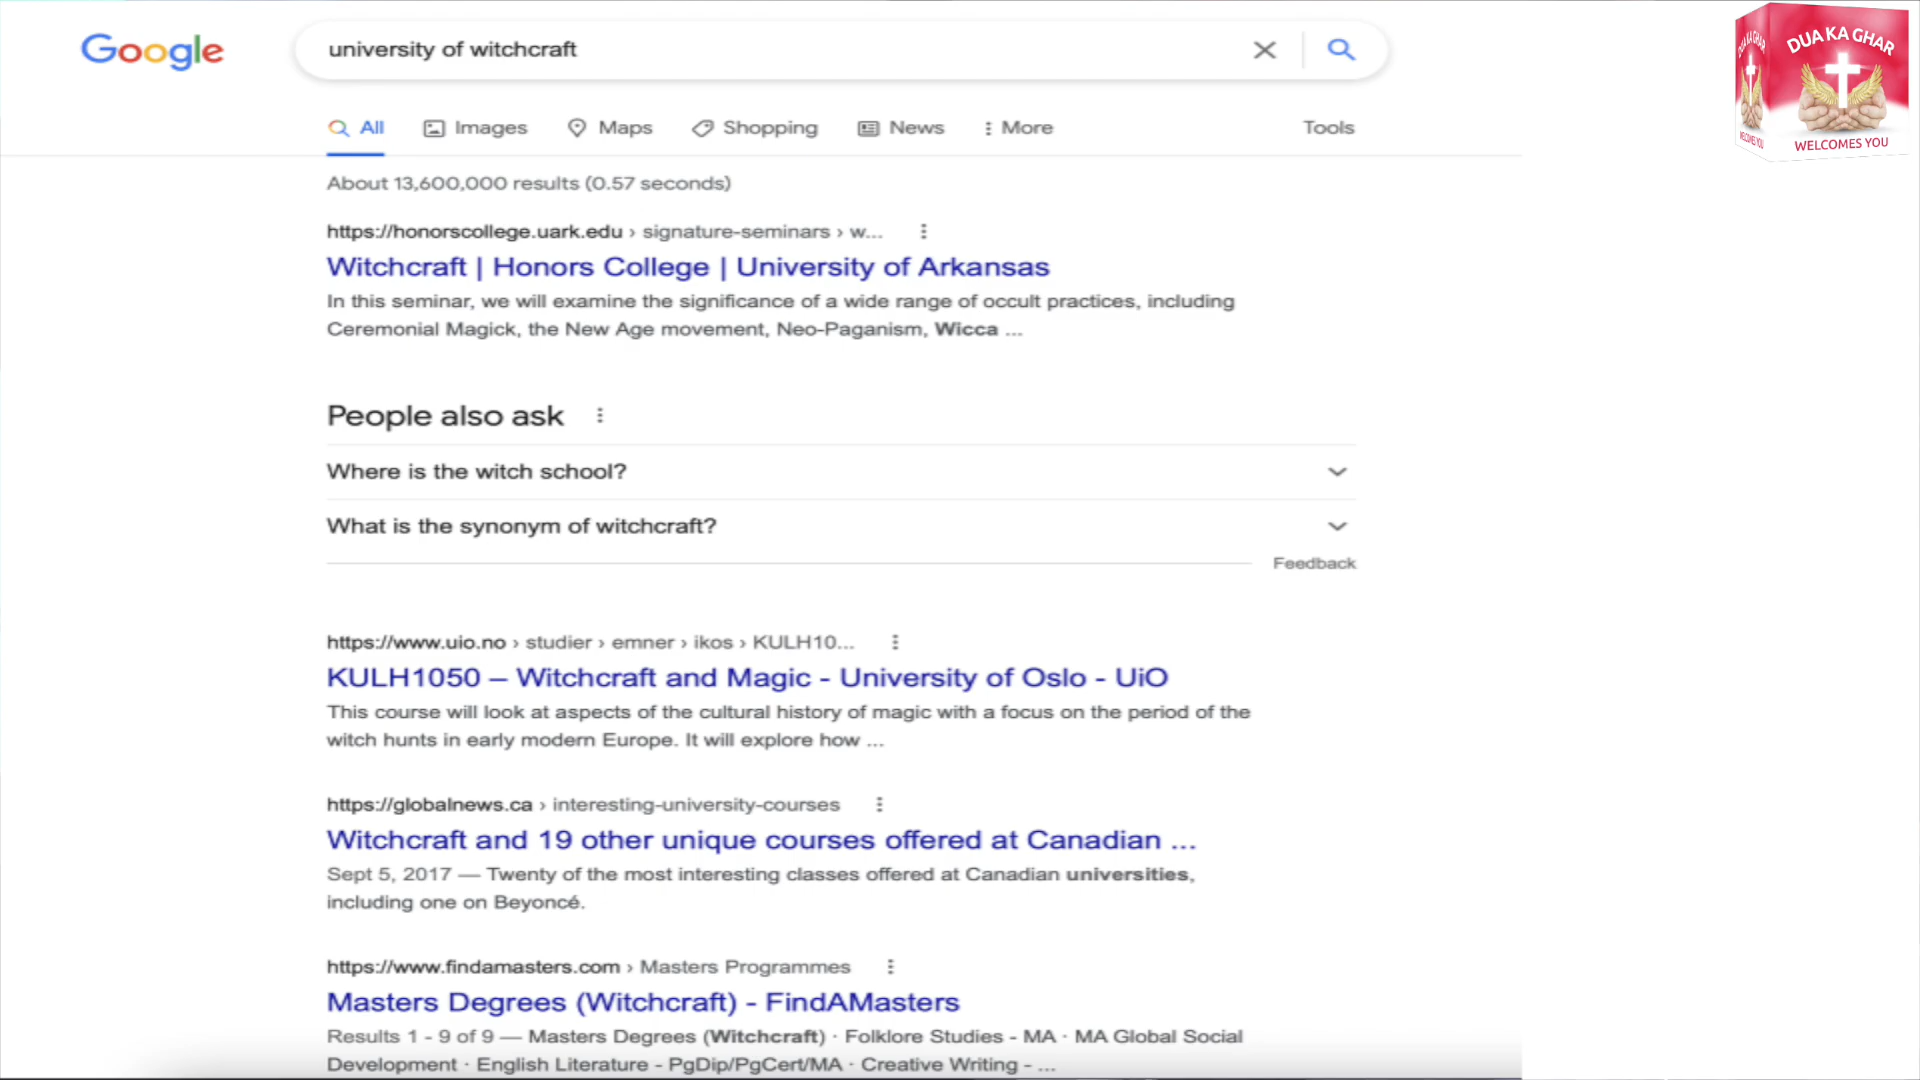 Google
university of witchcraft
All Images Maps Shopping News More Tools
About 13,600,000 results (0.57 seconds)
https://honorscollege.uark.edu › signature-seminars › w...
Witchcraft | Honors College | University of Arkansas
In this seminar, we will examine the significance of a wide range of occult practices, including
Ceremonial Magick, the New Age movement, Neo-Paganism, Wicca ...
People also ask
Where is the witch school?
What is the synonym of witchcraft?
Feedback
https://www.uio.no › studier › emner › ikos › KULH10...
KULH1050 – Witchcraft and Magic - University of Oslo - UiO
This course will look at aspects of the cultural history of magic with a focus on the period of the
witch hunts in early modern Europe. It will explore how ...
https://globalnews.ca › interesting-university-courses
Witchcraft and 19 other unique courses offered at Canadian ...
Sept 5, 2017 — Twenty of the most interesting classes offered at Canadian universities,
including one on Beyoncé.
https://www.findamasters.com › Masters Programmes
Masters Degrees (Witchcraft) - FindAMasters
Results 1 - 9 of 9 — Masters Degrees (Witchcraft) · Folklore Studies - MA · MA Global Social
Development · English Literature - PgDip/PgCert/MA · Creative Writing - ...
DUA KA GHAR
WELCOMES YOU
DUA KA GHAR
WELCOMES YOU